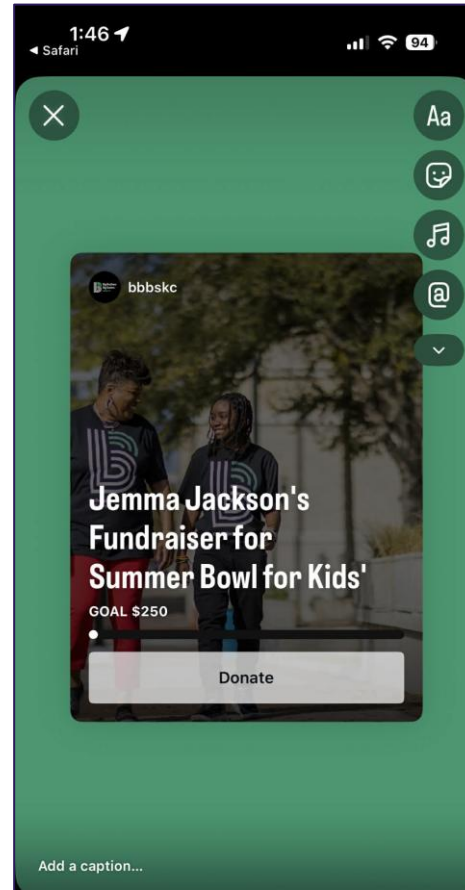 1:46
◀ Safari
94
Aa
@
bbbskc
Jemma Jackson's
Fundraiser for
Summer Bowl for Kids'
GOAL $250
Donate
Add a caption...